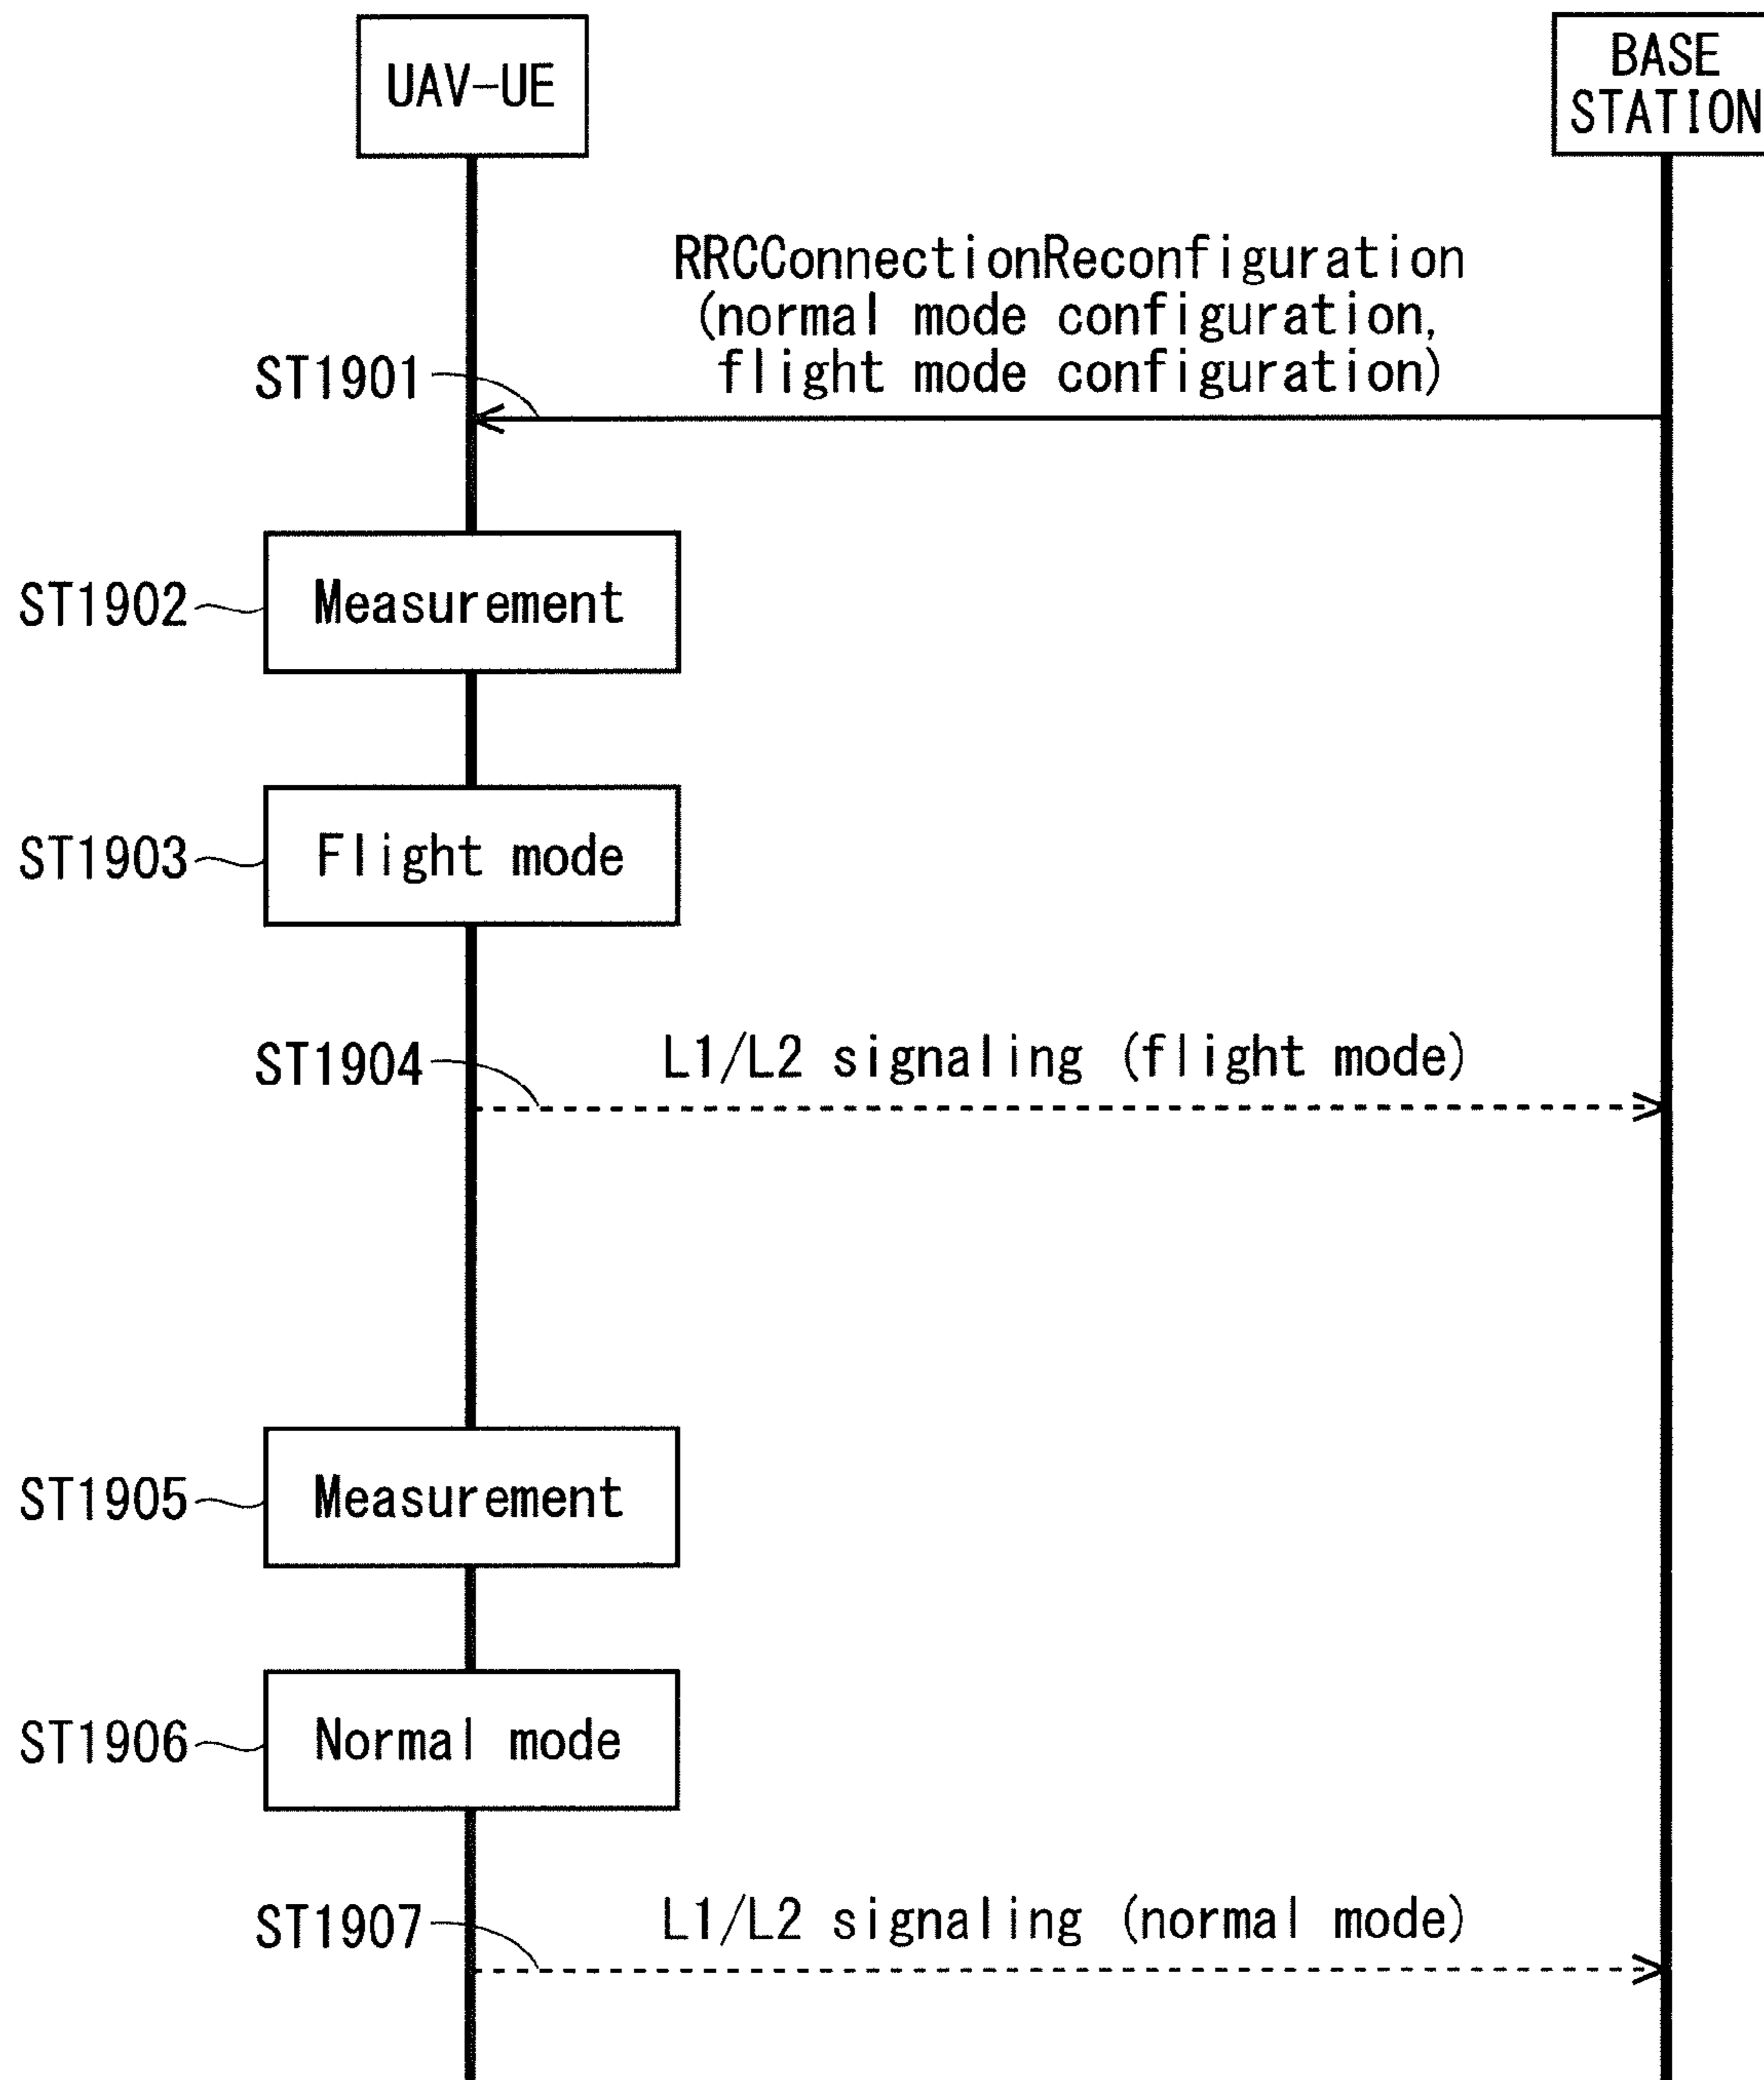 UAV-UE
BASE
STATION
RRCConnectionReconfiguration
(normal mode configuration,
flight mode configuration)
ST1901
ST1902
Measurement
ST1903
Flight mode
ST1904
L1/L2 signaling (flight mode)
ST1905
Measurement
ST1906
Normal mode
ST1907
L1/L2 signaling (normal mode)